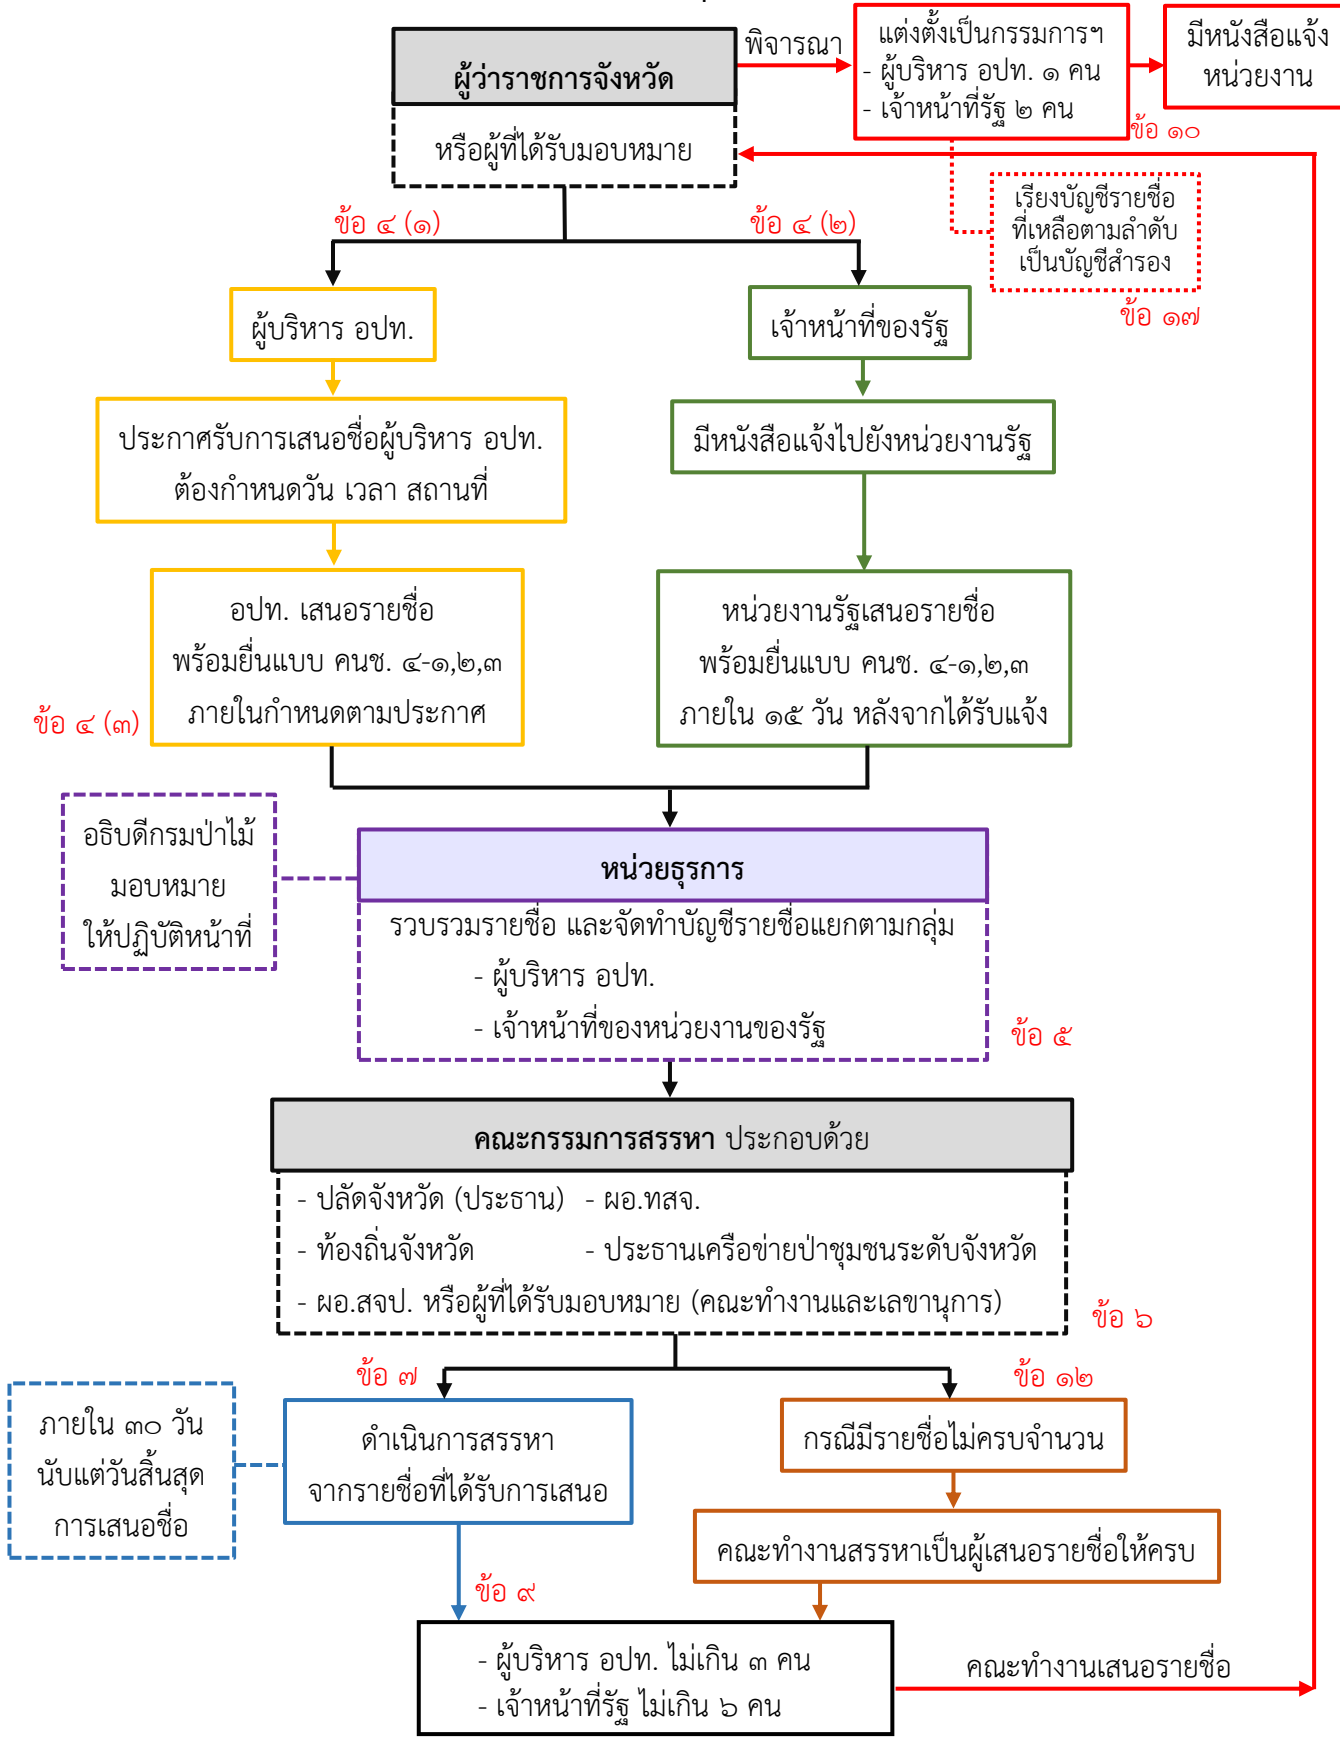 ผู้ว่าราชการจังหวัด
หรือผู้ที่ได้รับมอบหมาย
พิจารณา
แต่งตั้งเป็นกรรมการฯ
- ผู้บริหาร อปท. ๑ คน
- เจ้าหน้าที่รัฐ ๒ คน
มีหนังสือแจ้ง
หน่วยงาน
ข้อ ๑๐
เรียงบัญชีรายชื่อ
ที่เหลือตามลำดับ
เป็นบัญชีสำรอง
ข้อ ๑๗
ข้อ ๔ (๑)
ข้อ ๔ (๒)
ผู้บริหาร อปท.
เจ้าหน้าที่ของรัฐ
ประกาศรับการเสนอชื่อผู้บริหาร อปท.
ต้องกำหนดวัน เวลา สถานที่
มีหนังสือแจ้งไปยังหน่วยงานรัฐ
อปท. เสนอรายชื่อ
พร้อมยื่นแบบ คนช. ๔-๑,๒,๓
ภายในกำหนดตามประกาศ
ข้อ ๔ (๓)
หน่วยงานรัฐเสนอรายชื่อ
พร้อมยื่นแบบ คนช. ๔-๑,๒,๓
ภายใน ๑๕ วัน หลังจากได้รับแจ้ง
อธิบดีกรมป่าไม้
มอบหมาย
ให้ปฏิบัติหน้าที่
หน่วยธุรการ
รวบรวมรายชื่อ และจัดทำบัญชีรายชื่อแยกตามกลุ่ม
- ผู้บริหาร อปท.
- เจ้าหน้าที่ของหน่วยงานของรัฐ
ข้อ ๕
คณะกรรมการสรรหา ประกอบด้วย
- ปลัดจังหวัด (ประธาน) - ผอ.ทสจ.
- ท้องถิ่นจังหวัด - ประธานเครือข่ายป่าชุมชนระดับจังหวัด
- ผอ.สจป. หรือผู้ที่ได้รับมอบหมาย (คณะทำงานและเลขานุการ)
ข้อ ๖
ข้อ ๗
ข้อ ๑๒
ภายใน ๓๐ วัน
นับแต่วันสิ้นสุด
การเสนอชื่อ
ดำเนินการสรรหา
จากรายชื่อที่ได้รับการเสนอ
กรณีมีรายชื่อไม่ครบจำนวน
คณะทำงานสรรหาเป็นผู้เสนอรายชื่อให้ครบ
ข้อ ๙
- ผู้บริหาร อปท. ไม่เกิน ๓ คน
- เจ้าหน้าที่รัฐ ไม่เกิน ๖ คน
คณะทำงานเสนอรายชื่อ